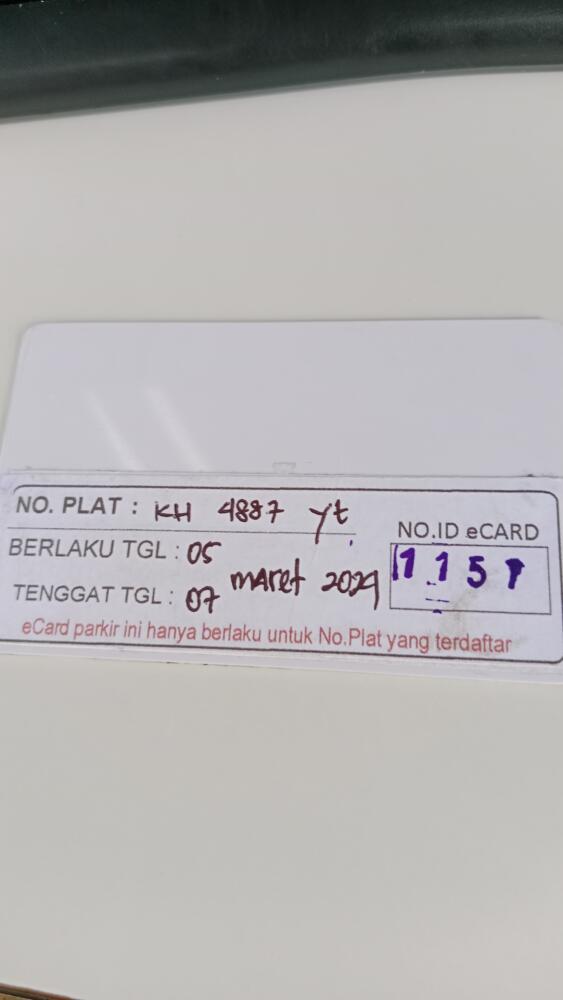 NO. PLAT : KH 4887 yt
NO.ID eCARD
BERLAKU TGL : 05
maret 2024
TENGGAT TGL : 07
eCard parkir ini hanya berlaku untuk No.Plat yang terdaftar